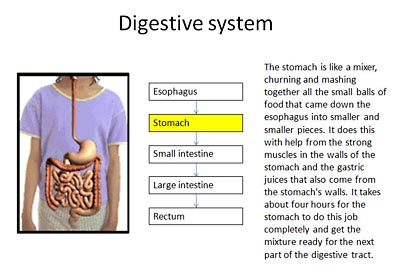 Digestive system
Esophagus
Stomach
Small intestine
Large intestine
Rectum
The stomach is like a mixer,
churning and mashing
together all the small balls of
food that came down the
esophagus into smaller and
smaller pieces. It does this
with help from the strong
muscles in the walls of the
stomach and the gastric
juices that also come from
the stomach's walls. It takes
about four hours for the
stomach to do this job
completely and get the
mixture ready for the next
part of the digestive tract.